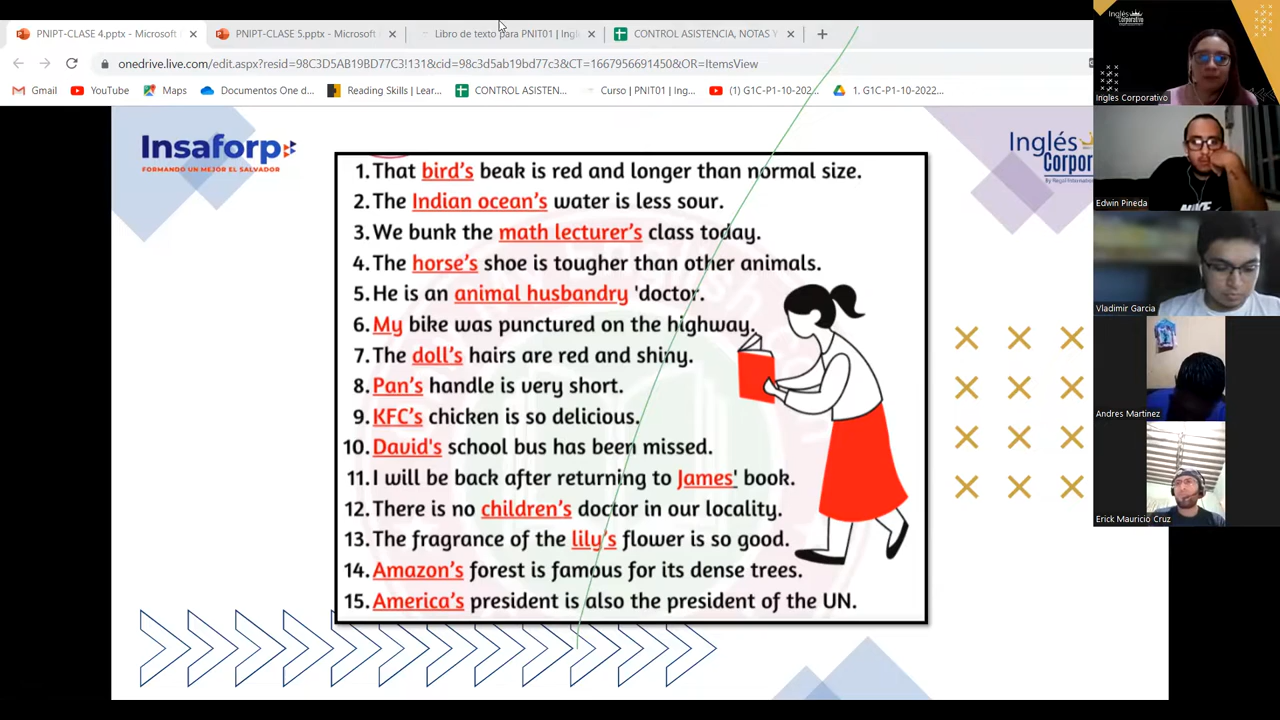 PNIPT-CLASE 4.pptx - Microsoft
PNIPT-CLASE 5.pptx - Microsoft
Libro de texto para PNIT01 | Ingl
CONTROL ASISTENCIA, NOTAS Y
onedrive.live.com/edit.aspx?resid=98C3D5AB19BD77C3!131&cid=98c3d5ab19bd77c3&CT=1667956691450&OR=ItemsView
Gmail
YouTube
Maps
Documentos One d...
Reading Skills | Lear...
CONTROL ASISTEN...
Curso | PNIT01 | Ing...
(1) G1C-P1-10-202...
1. G1C-P1-10-2022...
Insaforp
FORMANDO UN MEJOR EL SALVADOR
Inglés
Corpor
By Regal Internation
1. That bird's beak is red and longer than normal size.
2. The Indian ocean's water is less sour.
3. We bunk the math lecturer's class today.
4. The horse's shoe is tougher than other animals.
5. He is an animal husbandry 'doctor.
6. My bike was punctured on the highway.
7. The doll's hairs are red and shiny.
8. Pan's handle is very short.
9. KFC's chicken is so delicious.
10. David's school bus has been missed.
11. I will be back after returning to James' book.
12. There is no children's doctor in our locality.
13. The fragrance of the lily's flower is so good.
14. Amazon's forest is famous for its dense trees.
15. America's president is also the president of the UN.
Inglés
Corporativo
Ingles Corporativo
Edwin Pineda
NIKE
Vladimir Garcia
Andres Martinez
Erick Mauricio Cruz